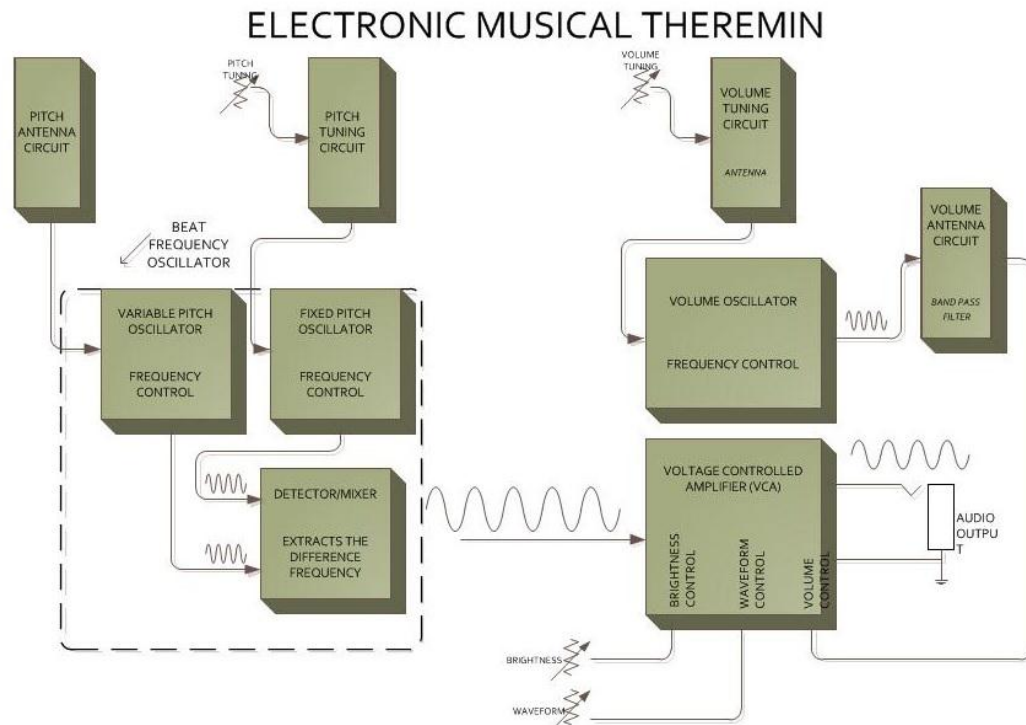 ELECTRONIC MUSICAL THEREMIN
PITCH
ANTENNA
CIRCUIT
PITCH
TUNING
PITCH
TUNING
CIRCUIT
VOLUME
TUNING
VOLUME
TUNING
CIRCUIT
ANTENNA
VOLUME
ANTENNA
CIRCUIT
BAND PASS
FILTER
BEAT
FREQUENCY
OSCILLATOR
VARIABLE PITCH
OSCILLATOR
FREQUENCY
CONTROL
FIXED PITCH
OSCILLATOR
FREQUENCY
CONTROL
VOLUME OSCILLATOR
FREQUENCY CONTROL
DETECTOR/MIXER
EXTRACTS THE
DIFFERENCE
FREQUENCY
VOLTAGE CONTROLLED
AMPLIFIER (VCA)
BRIGHTNESS
CONTROL
WAVEFORM
CONTROL
VOLUME
CONTROL
AUDIO
OUTPU
T
BRIGHTNESS
WAVEFORM